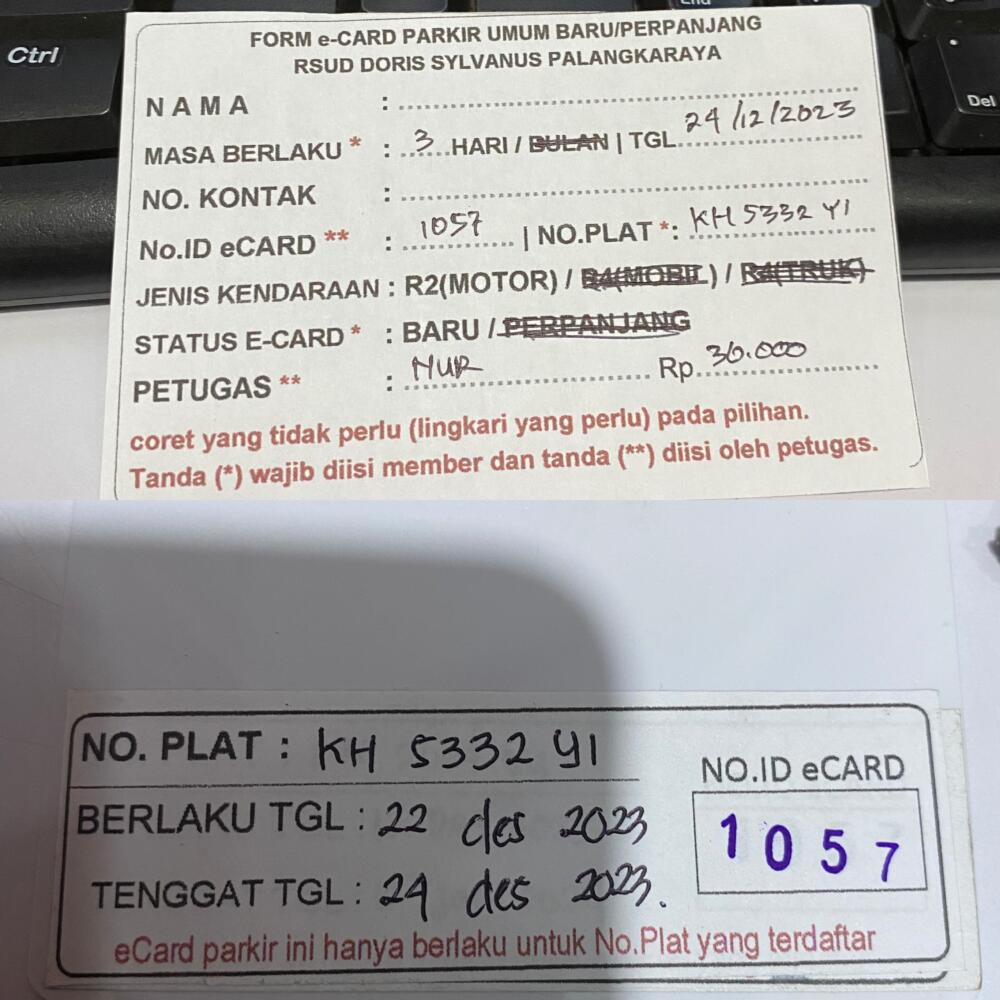 Ctrl
End
Del
FORM e-CARD PARKIR UMUM BARU/PERPANJANG
RSUD DORIS SYLVANUS PALANGKARAYA
NAMA :
MASA BERLAKU * : 3 HARI / BULAN | TGL 24/12/2023
NO. KONTAK :
No.ID eCARD ** : 1057 | NO.PLAT *: KH 5332 YI
JENIS KENDARAAN : R2(MOTOR) / R4(MOBIL) / R4(TRUK)
STATUS E-CARD * : BARU / PERPANJANG
PETUGAS ** : NUR Rp. 30.000
coret yang tidak perlu (lingkari yang perlu) pada pilihan.
Tanda (*) wajib diisi member dan tanda (**) diisi oleh petugas.
NO. PLAT : KH 5332 YI
NO.ID eCARD
BERLAKU TGL : 22 des 2023
1057
TENGGAT TGL : 24 des 2023.
eCard parkir ini hanya berlaku untuk No.Plat yang terdaftar